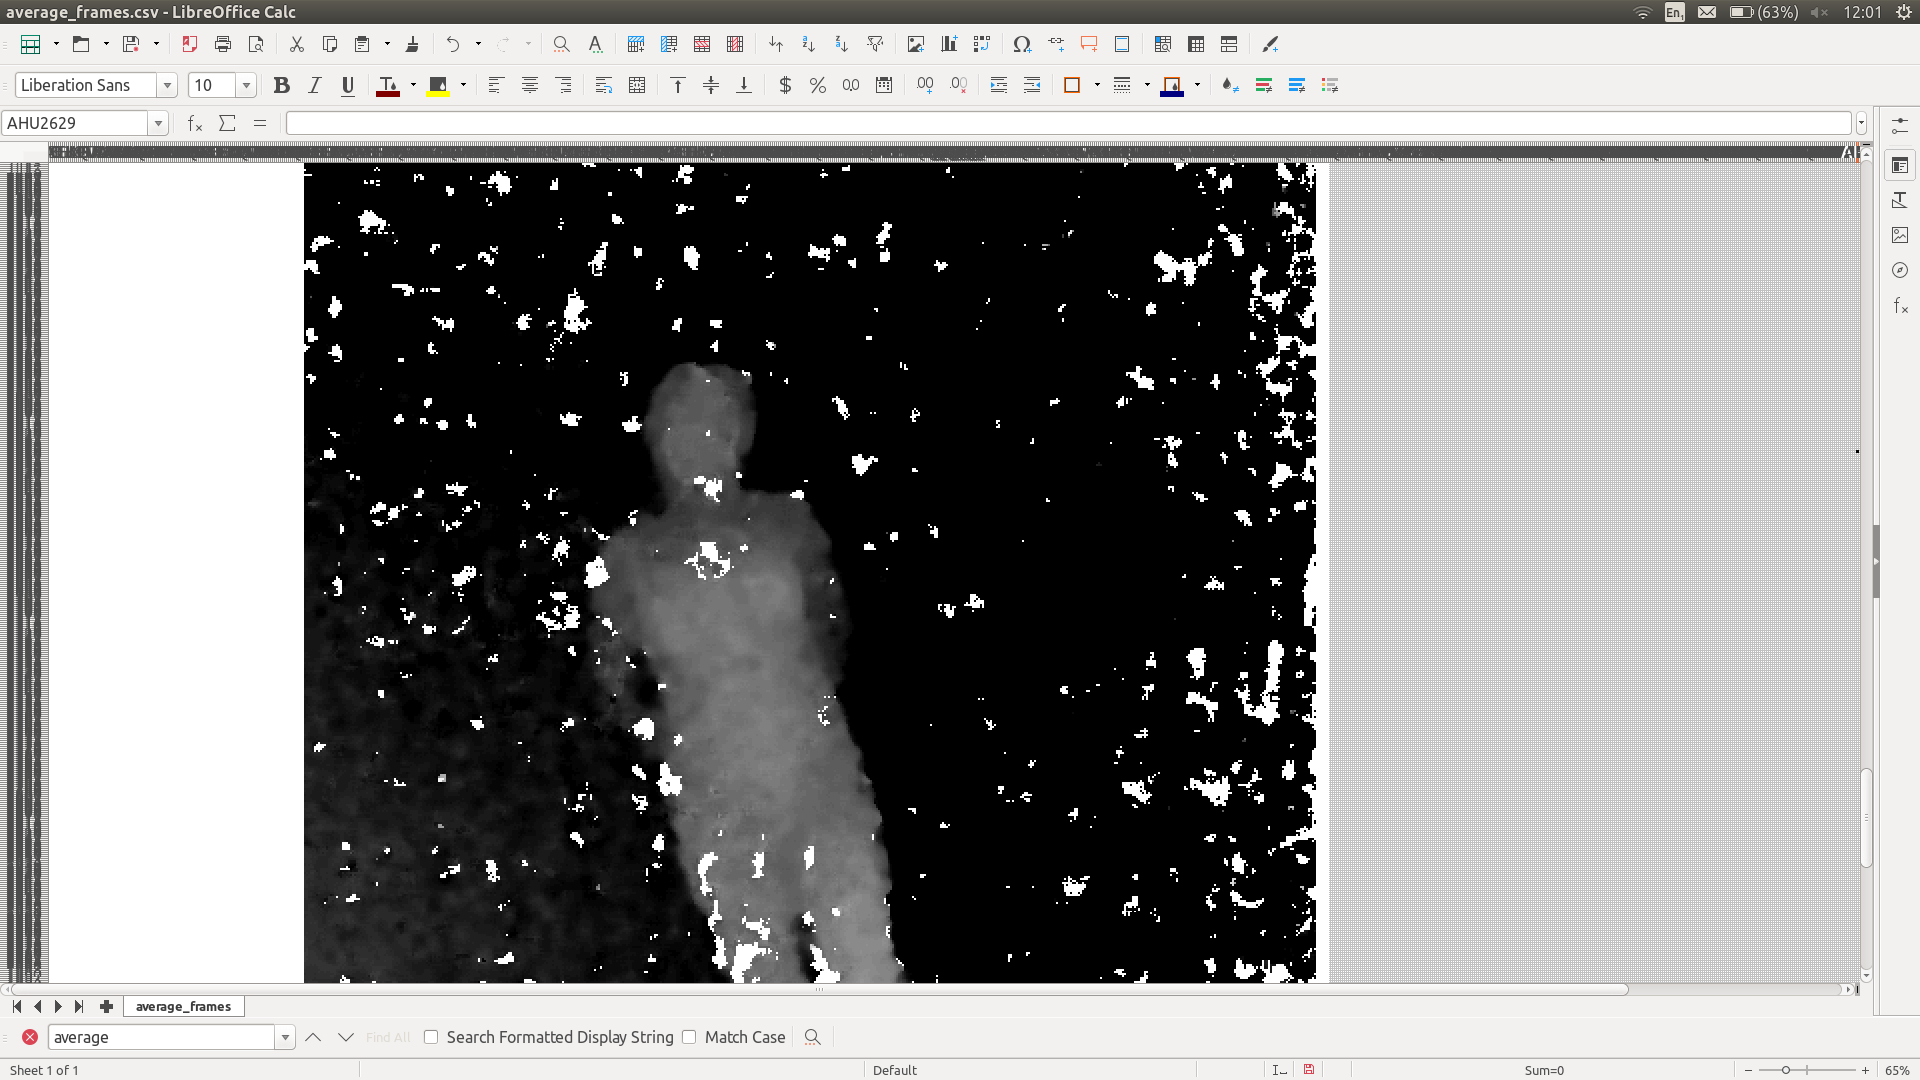 average_frames.csv - LibreOffice Calc
En1 (63%) 12:01
Liberation Sans 10
AHU2629
average_frames
average Find All Search Formatted Display String Match Case
Sheet 1 of 1 Default Sum=0 65%